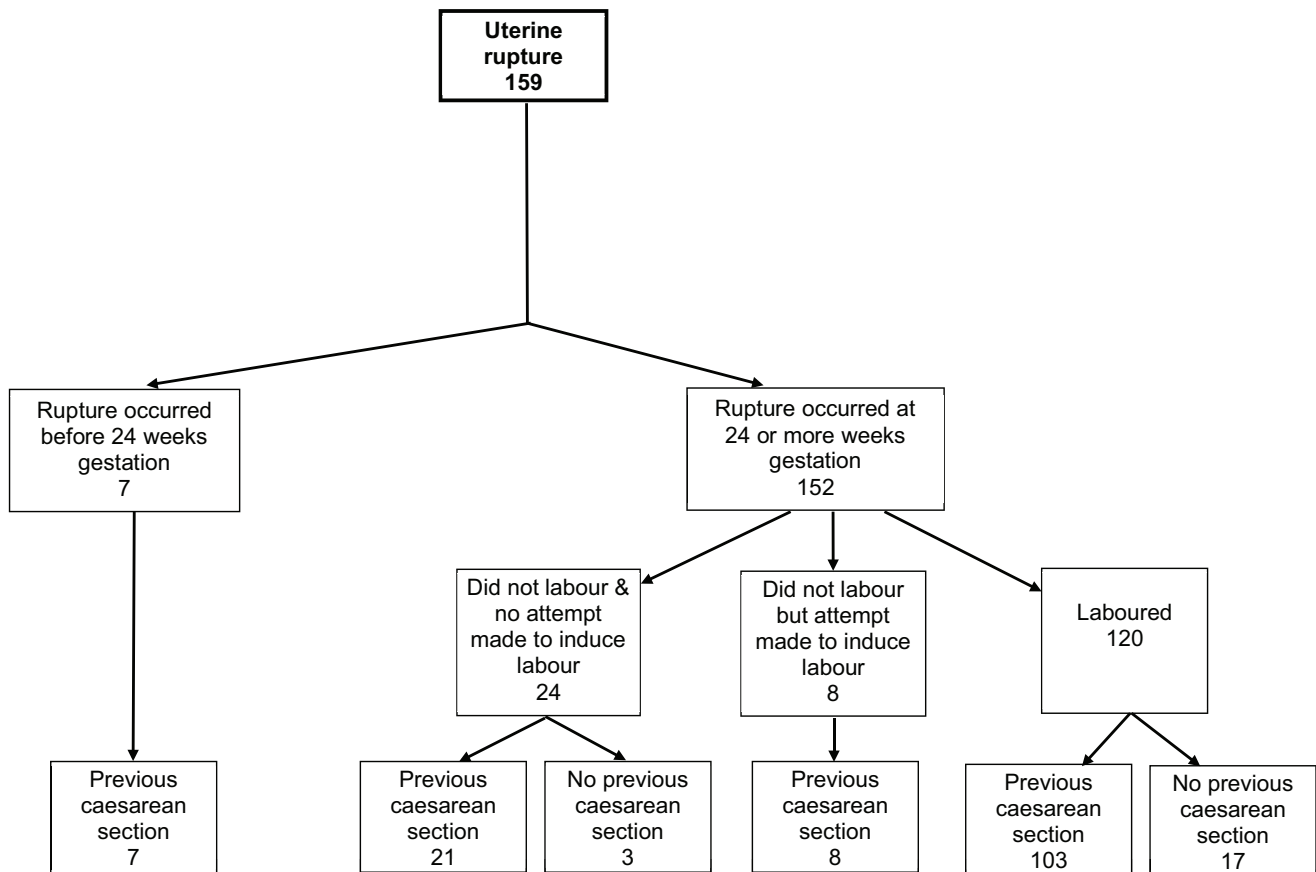 Uterine
rupture
159
Rupture occurred
before 24 weeks
gestation
7
Rupture occurred at
24 or more weeks
gestation
152
Did not labour &
no attempt
made to induce
labour
24
Did not labour
but attempt
made to induce
labour
8
Laboured
120
Previous
caesarean
section
7
Previous
caesarean
section
21
No previous
caesarean
section
3
Previous
caesarean
section
8
Previous
caesarean
section
103
No previous
caesarean
section
17